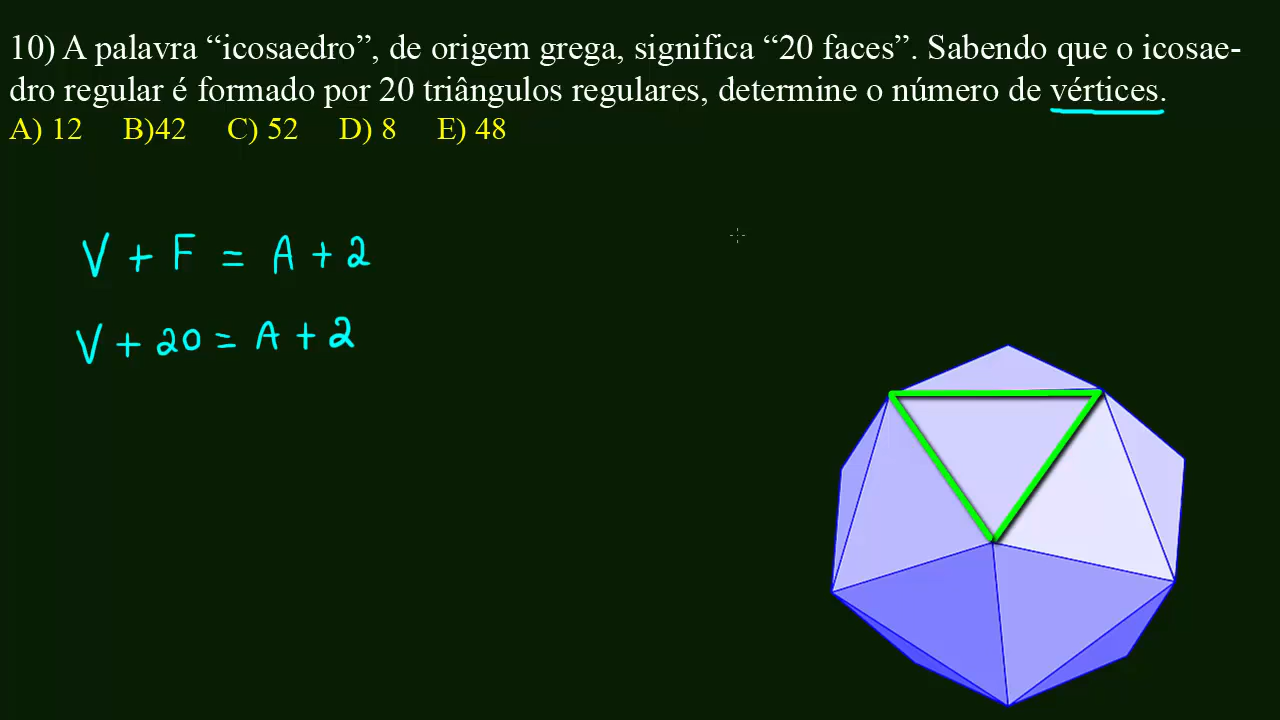 10) A palavra “icosaedro”, de origem grega, significa “20 faces”. Sabendo que o icosae-
dro regular é formado por 20 triângulos regulares, determine o número de vértices.
A) 12 B)42 C) 52 D) 8 E) 48
V + F = A + 2
V + 20 = A + 2